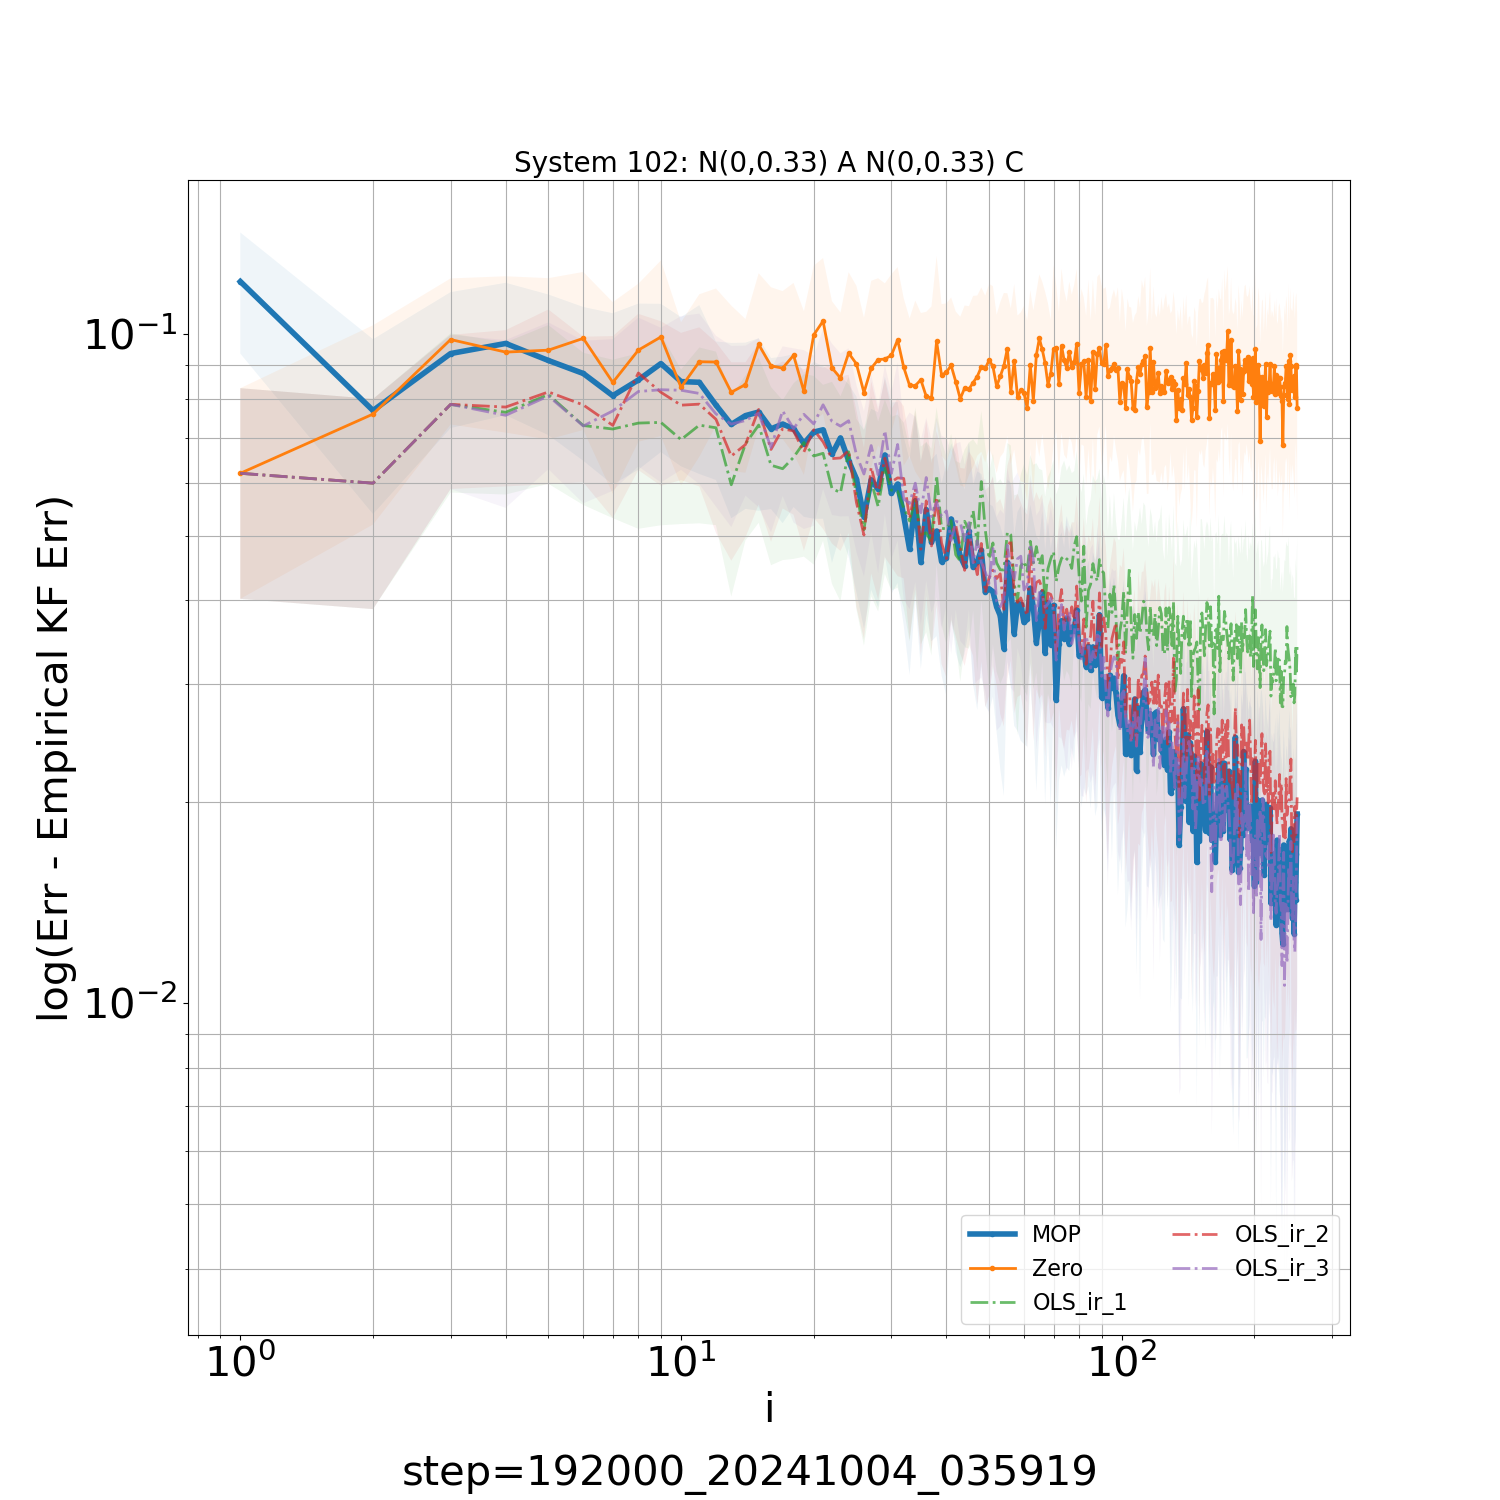 System 102: N(0,0.33) A N(0,0.33) C
log(Err - Empirical KF Err)
10⁻¹
10⁻²
MOP
Zero
OLS_ir_1
OLS_ir_2
OLS_ir_3
10⁰ 10¹ 10²
i
step=192000_20241004_035919